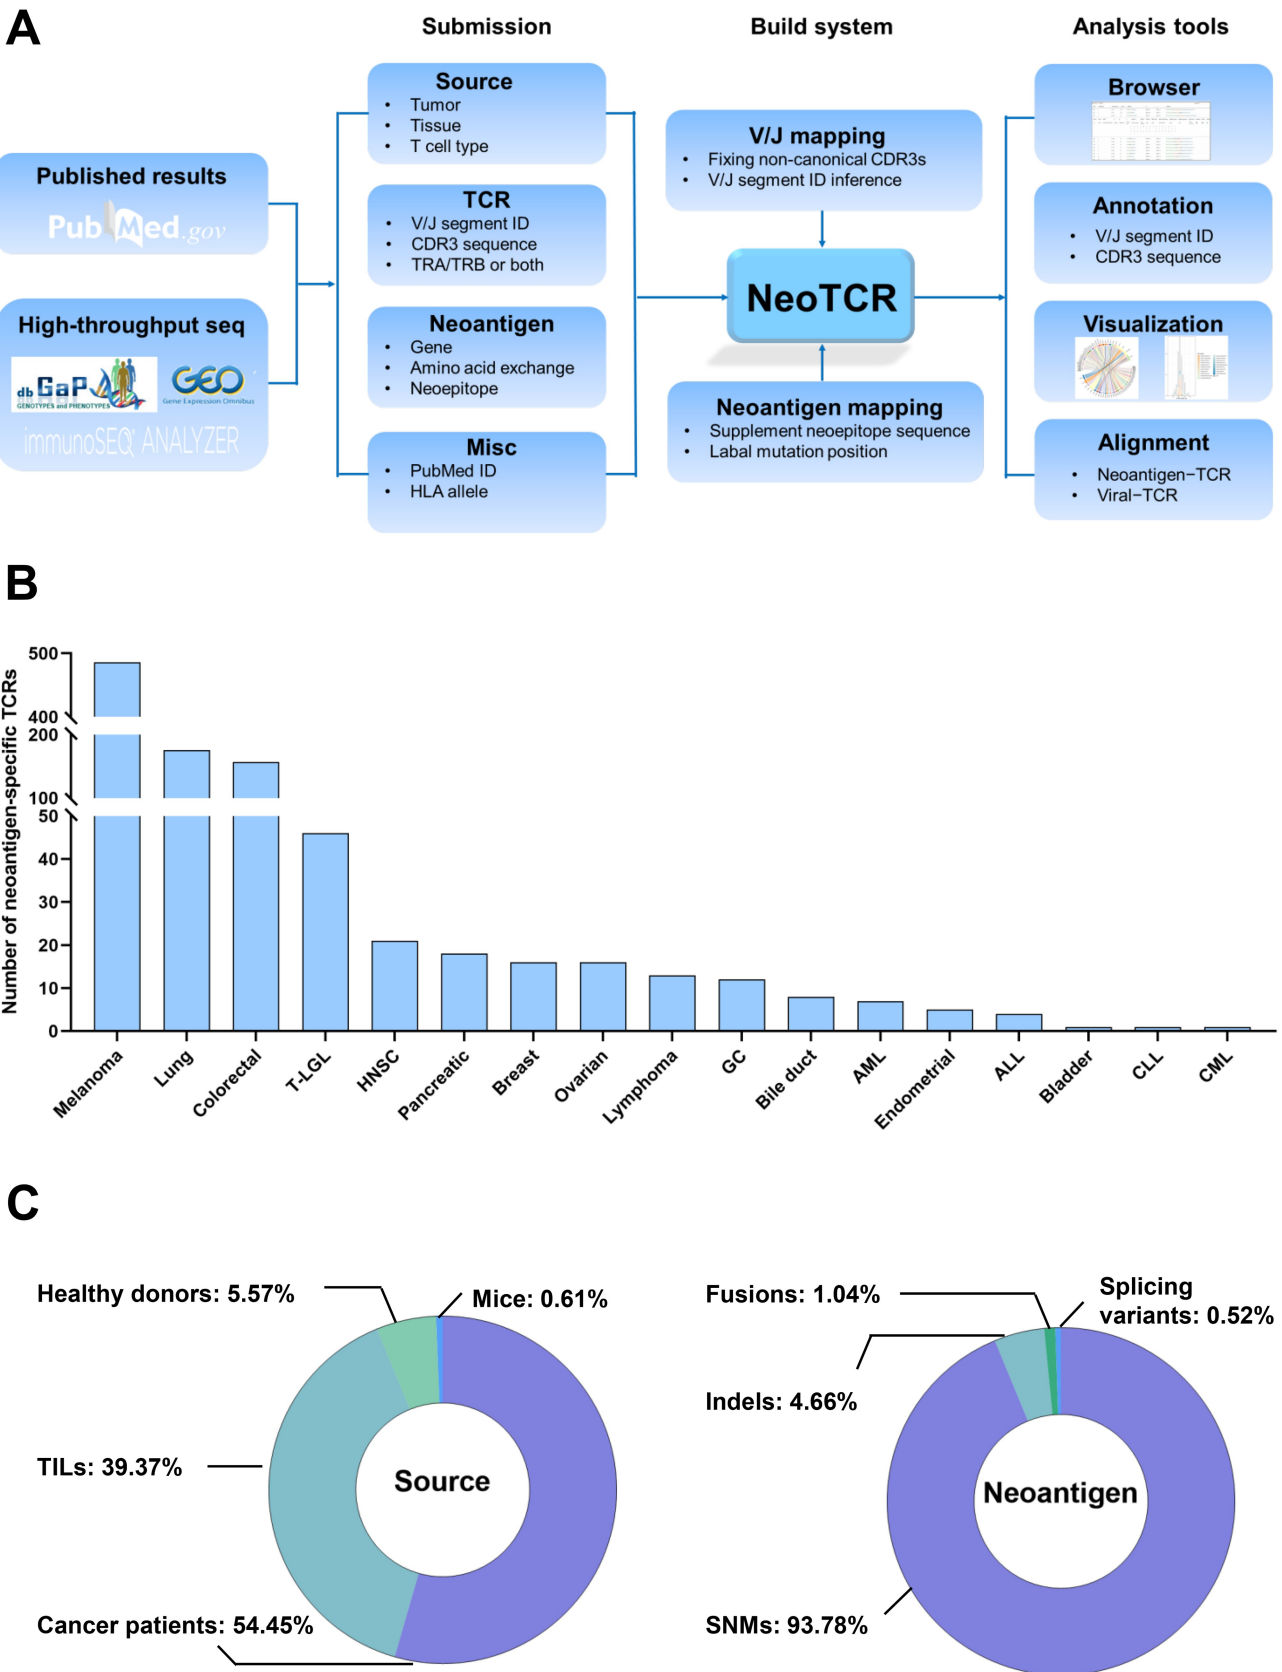 A
Submission
Build system
Analysis tools
Published results
PubMed.gov
High-throughput seq
db GaP
GENOTYPES and PHENOTYPES
GEO
Gene Expression Omnibus
immunoSEQ ANALYZER
Source
• Tumor
• Tissue
• T cell type
TCR
• V/J segment ID
• CDR3 sequence
• TRA/TRB or both
Neoantigen
• Gene
• Amino acid exchange
• Neoepitope
Misc
• PubMed ID
• HLA allele
V/J mapping
• Fixing non-canonical CDR3s
• V/J segment ID inference
NeoTCR
Neoantigen mapping
• Supplement neoepitope sequence
• Labal mutation position
Browser
Annotation
• V/J segment ID
• CDR3 sequence
Visualization
Alignment
• Neoantigen−TCR
• Viral−TCR
B
Number of neoantigen-specific TCRs
500
400
200
100
50
40
30
20
10
0
Melanoma
Lung
Colorectal
T-LGL
HNSC
Pancreatic
Breast
Ovarian
Lymphoma
GC
Bile duct
AML
Endometrial
ALL
Bladder
CLL
CML
C
Healthy donors: 5.57%
Mice: 0.61%
TILs: 39.37%
Source
Cancer patients: 54.45%
Fusions: 1.04%
Splicing
variants: 0.52%
Indels: 4.66%
Neoantigen
SNMs: 93.78%